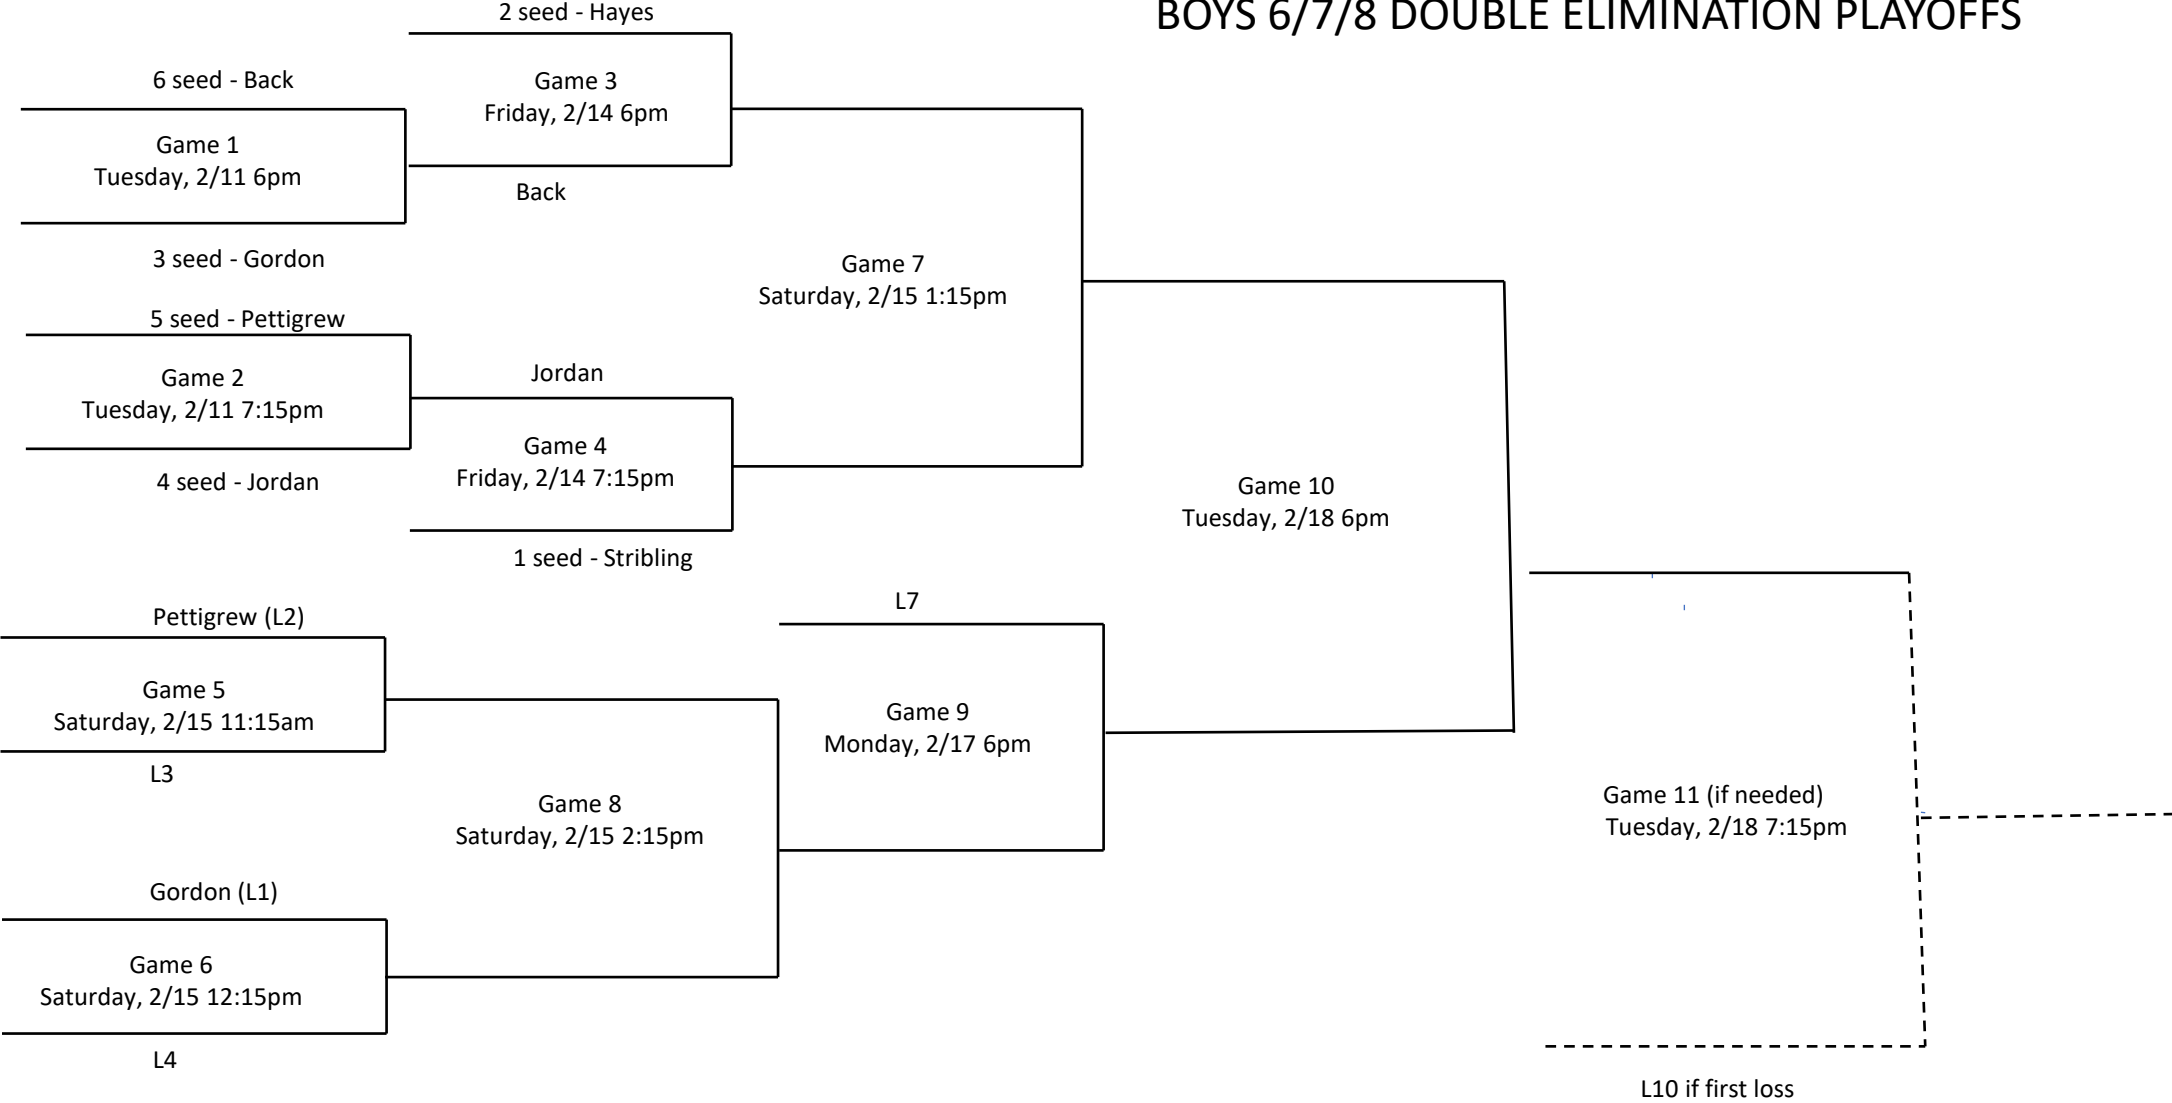 BOYS 6/7/8 DOUBLE ELIMINATION PLAYOFFS
2 seed - Hayes
6 seed - Back
Game 3
Friday, 2/14 6pm
Game 1
Tuesday, 2/11 6pm
Back
3 seed - Gordon
Game 7
Saturday, 2/15 1:15pm
5 seed - Pettigrew
Game 2
Tuesday, 2/11 7:15pm
Jordan
4 seed - Jordan
Game 4
Friday, 2/14 7:15pm
1 seed - Stribling
Game 10
Tuesday, 2/18 6pm
Pettigrew (L2)
L7
Game 5
Saturday, 2/15 11:15am
L3
Game 9
Monday, 2/17 6pm
Game 8
Saturday, 2/15 2:15pm
Game 11 (if needed)
Tuesday, 2/18 7:15pm
Gordon (L1)
Game 6
Saturday, 2/15 12:15pm
L4
L10 if first loss